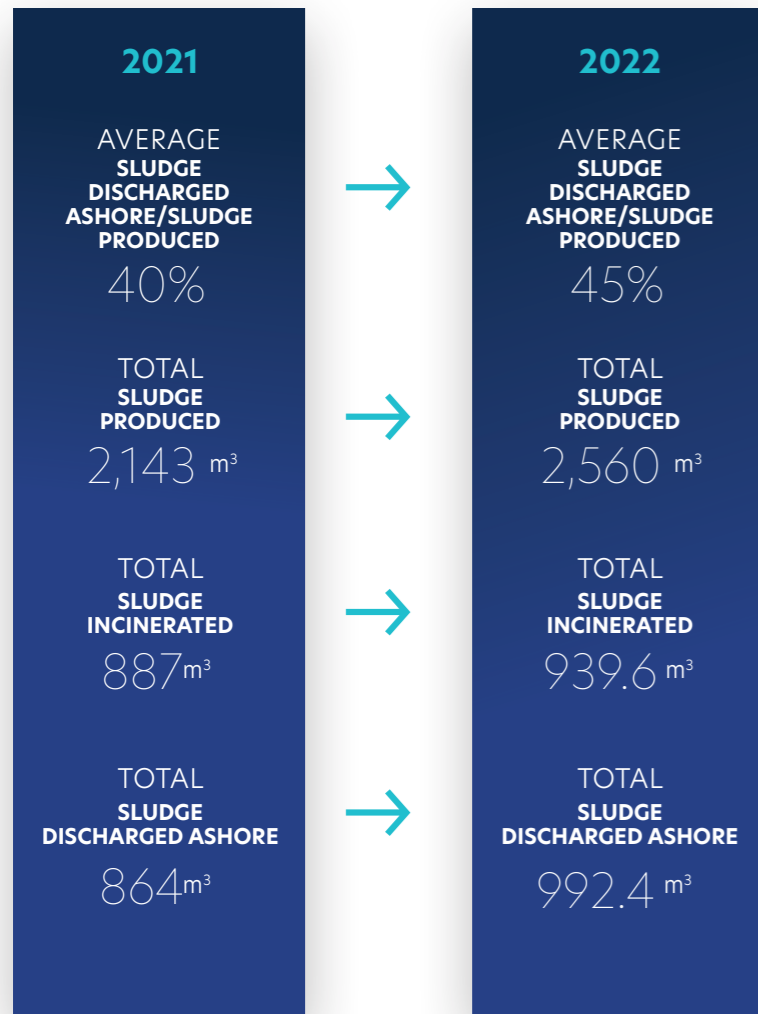 2021
AVERAGE
SLUDGE
DISCHARGED
ASHORE/SLUDGE
PRODUCED
40%
TOTAL
SLUDGE
PRODUCED
2,143 m³
TOTAL
SLUDGE
INCINERATED
887m³
TOTAL
SLUDGE
DISCHARGED ASHORE
864m³
2022
AVERAGE
SLUDGE
DISCHARGED
ASHORE/SLUDGE
PRODUCED
45%
TOTAL
SLUDGE
PRODUCED
2,560 m³
TOTAL
SLUDGE
INCINERATED
939.6 m³
TOTAL
SLUDGE
DISCHARGED ASHORE
992.4 m³